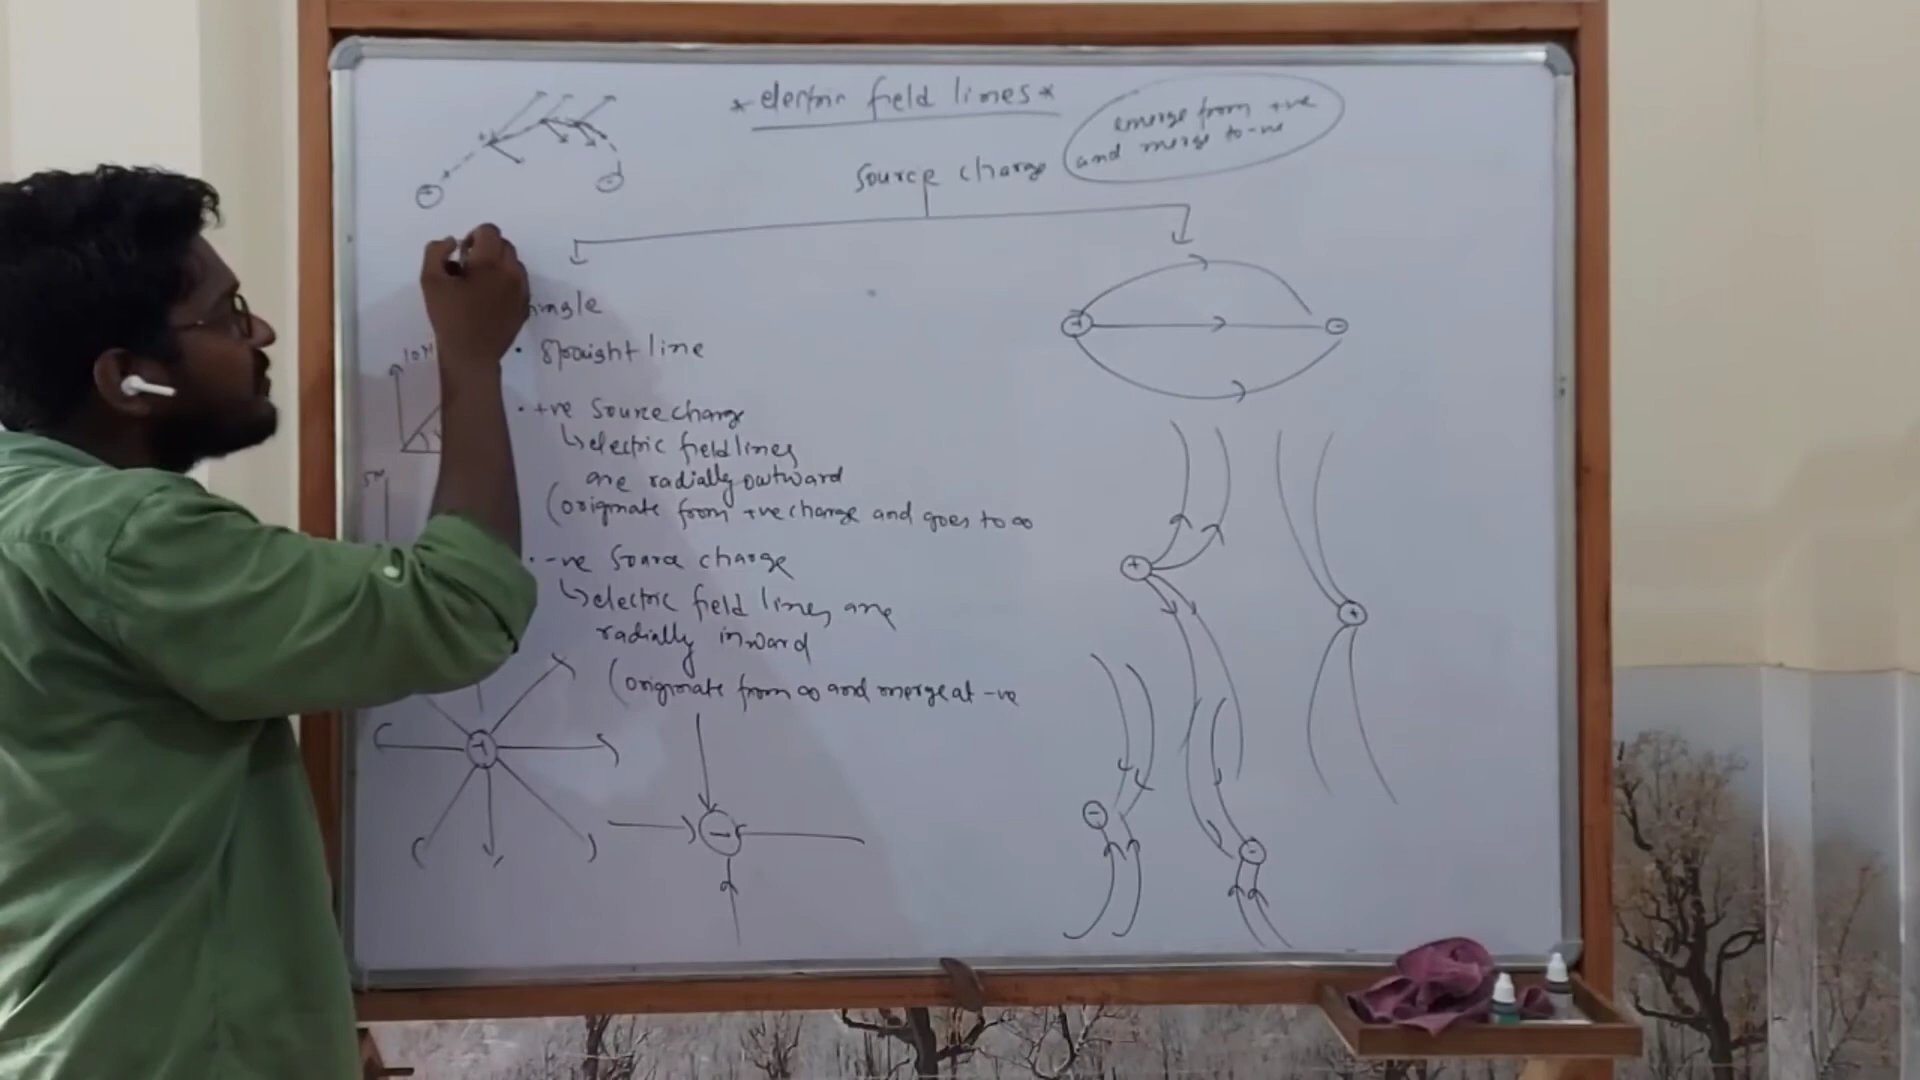 *electric field lines*
emerge from +ve
and merge to -ve
source charge
single
• straight line
10N
• +ve source charge
↳electric field lines
are radially outward
(originate from +ve charge and goes to ∞
5N
• -ve source charge
↳electric field lines are
radially inward
(originate from ∞ and merge at -ve